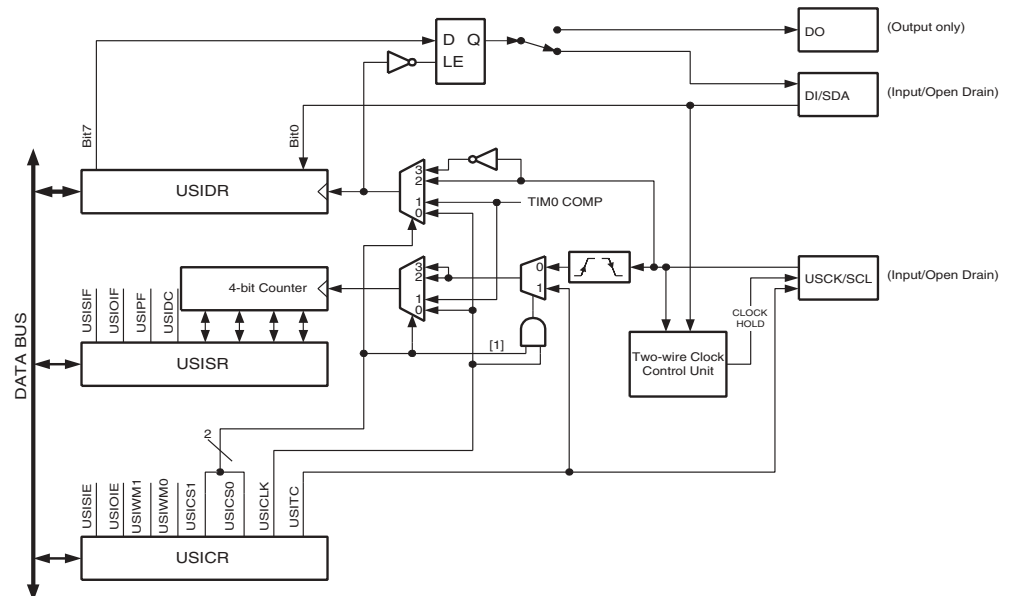 D Q
LE
DO
(Output only)
DI/SDA
(Input/Open Drain)
Bit7
Bit0
USIDR
3
2
1
0
TIM0 COMP
4-bit Counter
3
2
1
0
0
1
USCK/SCL
(Input/Open Drain)
CLOCK
HOLD
USISIF
USIOIF
USIPF
USIDC
[1]
Two-wire Clock
Control Unit
USISR
DATA BUS
2
USISIE
USIOIE
USIWM1
USIWM0
USICS1
USICS0
USICLK
USITC
USICR